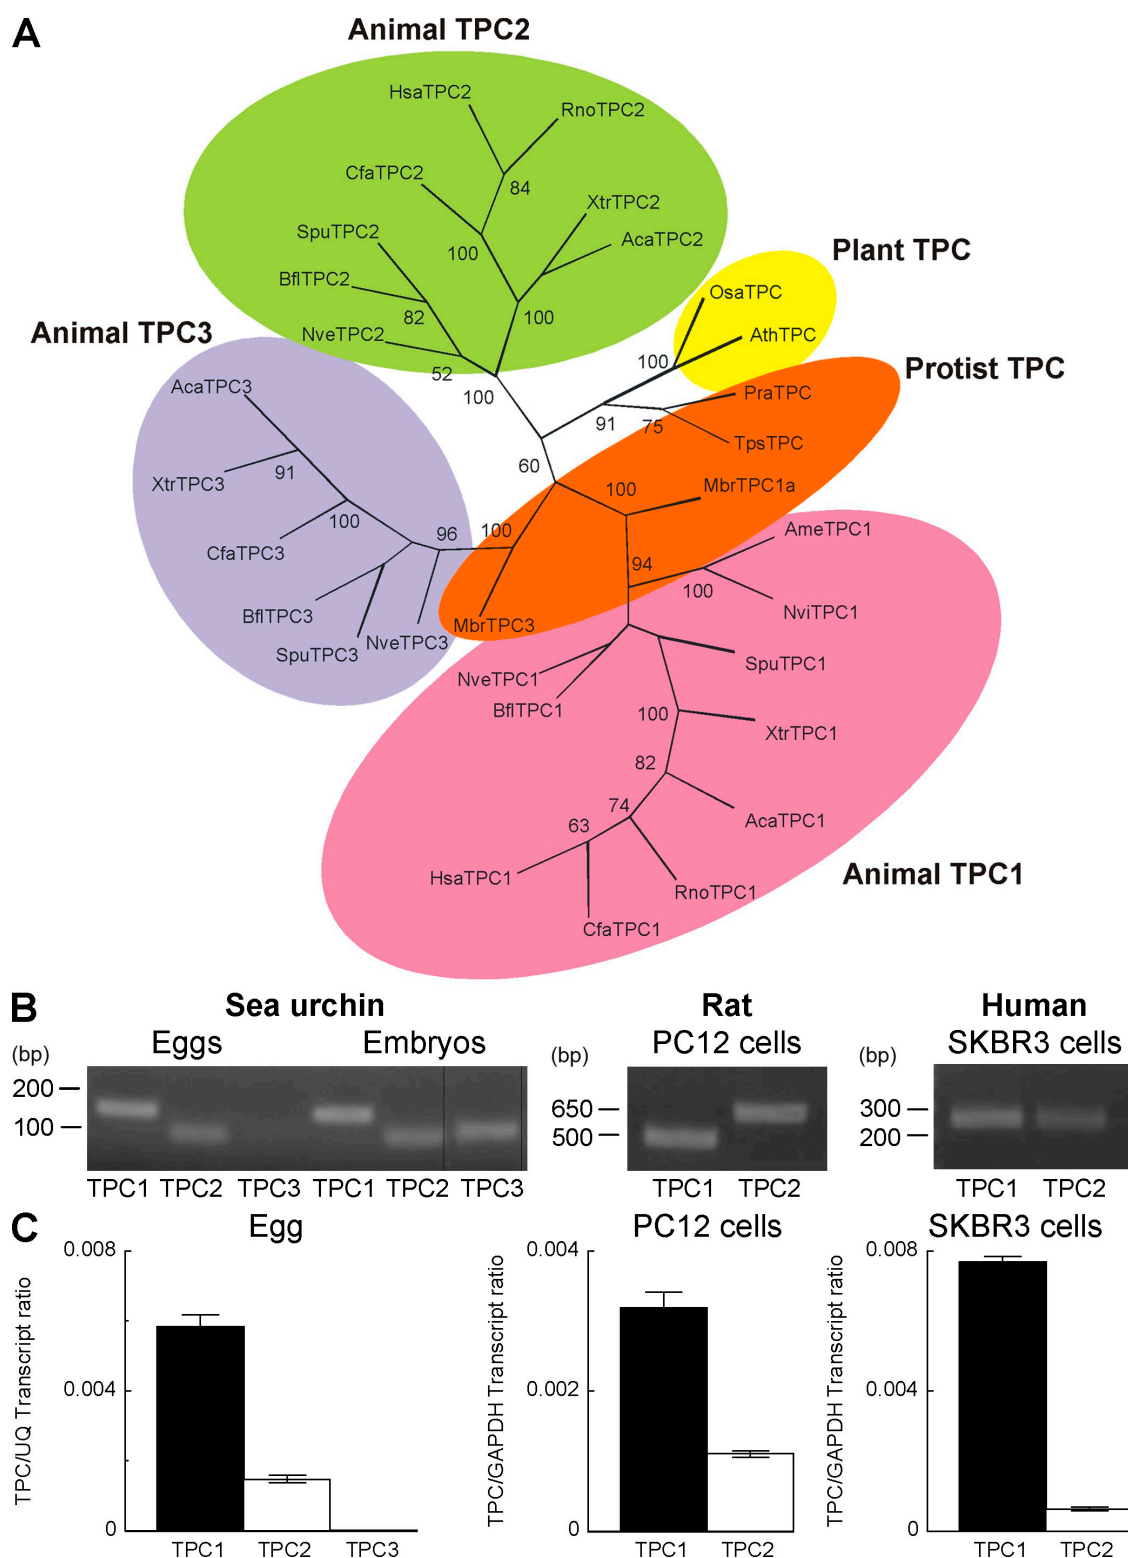 A
Animal TPC2
HsaTPC2
RnoTPC2
CfaTPC2
84
XtrTPC2
SpuTPC2
AcaTPC2
100
Plant TPC
BflTPC2
OsaTPC
82
100
Animal TPC3
NveTPC2
AthTPC
52
100
Protist TPC
AcaTPC3
100
PraTPC
91
75
TpsTPC
60
91
XtrTPC3
MbrTPC1a
100
100
100
96
AmeTPC1
CfaTPC3
94
100
BflTPC3
NviTPC1
MbrTPC3
NveTPC3
SpuTPC3
SpuTPC1
NveTPC1
BflTPC1
100
XtrTPC1
82
74
AcaTPC1
63
HsaTPC1
RnoTPC1
Animal TPC1
CfaTPC1
B
Sea urchin
Rat
Human
Eggs
Embryos
PC12 cells
SKBR3 cells
(bp)
(bp)
(bp)
200
100
650
500
300
200
TPC1 TPC2 TPC3 TPC1 TPC2 TPC3
TPC1 TPC2
TPC1 TPC2
C
Egg
PC12 cells
SKBR3 cells
TPC/UQ Transcript ratio
0.008
0.004
0
TPC1 TPC2 TPC3
TPC/GAPDH Transcript ratio
0.004
0.002
0
TPC1 TPC2
TPC/GAPDH Transcript ratio
0.008
0.004
0
TPC1 TPC2